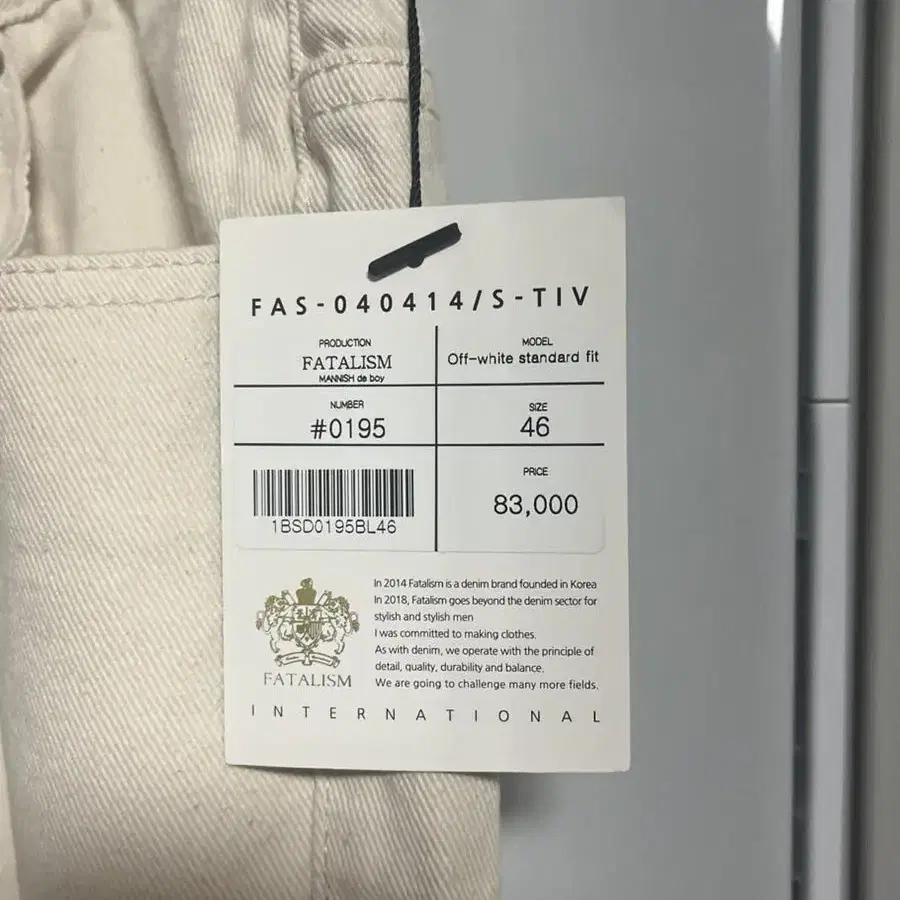 FAS-040414/S-TIV
PRODUCTION
FATALISM
MANNISH de boy
MODEL
Off-white standard fit
NUMBER
#0195
SIZE
46
1BSD0195BL46
PRICE
83,000
In 2014 Fatalism is a denim brand founded in Korea
In 2018, Fatalism goes beyond the denim sector for
stylish and stylish men
I was committed to making clothes.
As with denim, we operate with the principle of
detail, quality, durability and balance.
We are going to challenge many more fields.
FATALISM
INTERNATIONAL